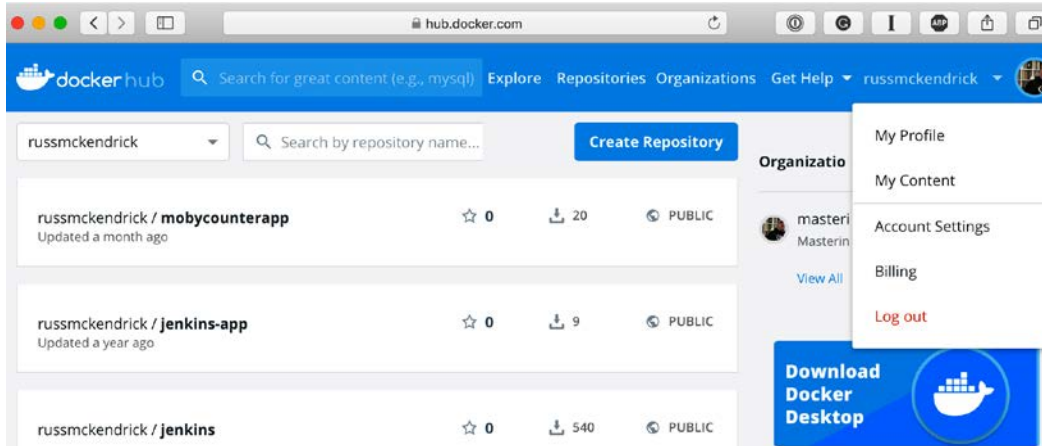 hub.docker.com
ABP
dockerhub Search for great content (e.g., mysql) Explore Repositories Organizations Get Help russmckendrick
russmckendrick Search by repository name... Create Repository
My Profile
My Content
Account Settings
Billing
Log out
russmckendrick / mobycounterapp 0 20 PUBLIC
Updated a month ago
russmckendrick / jenkins-app 0 9 PUBLIC
Updated a year ago
russmckendrick / jenkins 0 540 PUBLIC
Organizatio
masteri
Masterin
View All
Download
Docker
Desktop